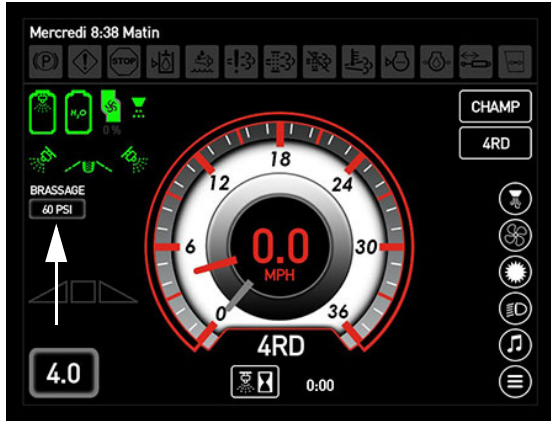 Mercredi 8:38 Matin
(P)
STOP
H₂O
0 %
CHAMP
4RD
BRASSAGE
60 PSI
0
6
12
18
24
30
36
0.0
MPH
4RD
4.0
0:00